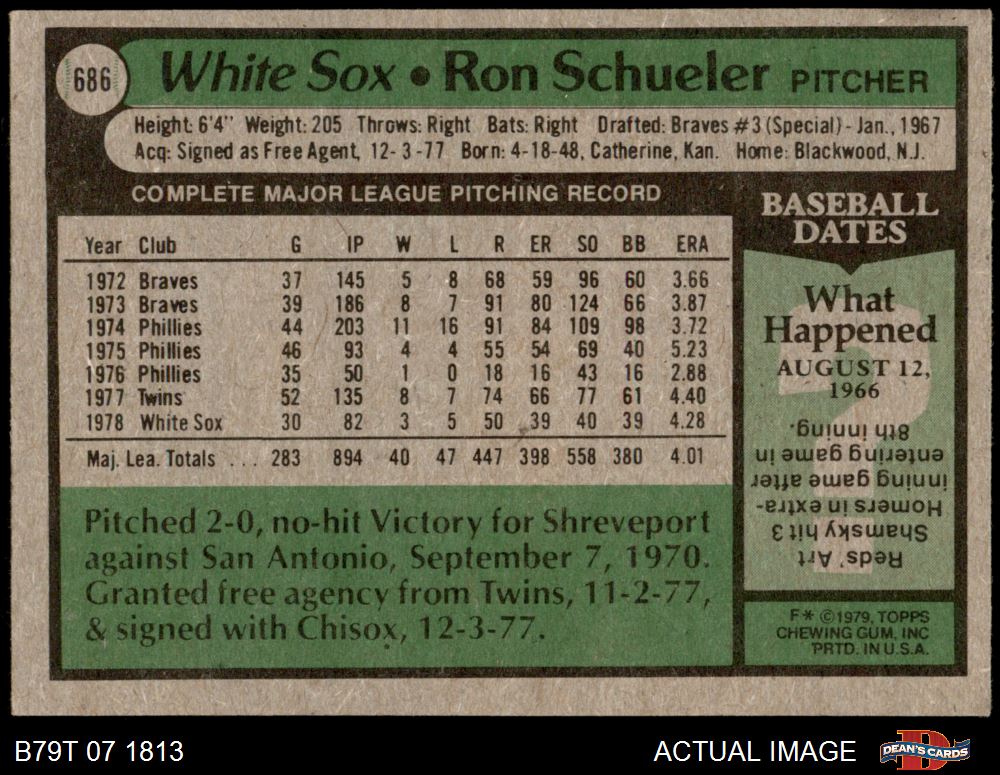 686 White Sox • Ron Schueler PITCHER
Height: 6'4" Weight: 205 Throws: Right Bats: Right Drafted: Braves #3 (Special) - Jan., 1967
Acq: Signed as Free Agent, 12-3-77 Born: 4-18-48, Catherine, Kan. Home: Blackwood, N.J.
COMPLETE MAJOR LEAGUE PITCHING RECORD
Year Club G IP W L R ER SO BB ERA
1972 Braves 37 145 5 8 68 59 96 60 3.66
1973 Braves 39 186 8 7 91 80 124 66 3.87
1974 Phillies 44 203 11 16 91 84 109 98 3.72
1975 Phillies 46 93 4 4 55 54 69 40 5.23
1976 Phillies 35 50 1 0 18 16 43 16 2.88
1977 Twins 52 135 8 7 74 66 77 61 4.40
1978 White Sox 30 82 3 5 50 39 40 39 4.28
Maj. Lea. Totals ... 283 894 40 47 447 398 558 380 4.01
Pitched 2-0, no-hit Victory for Shreveport
against San Antonio, September 7, 1970.
Granted free agency from Twins, 11-2-77,
& signed with Chisox, 12-3-77.
BASEBALL
DATES
What
Happened
AUGUST 12,
1966
Reds' Art
Shamsky hit 3
Homers in extra-
inning game after
entering game in
8th inning.
F* ©1979, TOPPS
CHEWING GUM, INC
PRTD. IN U.S.A.
B79T 07 1813
ACTUAL IMAGE
DEAN'S CARDS